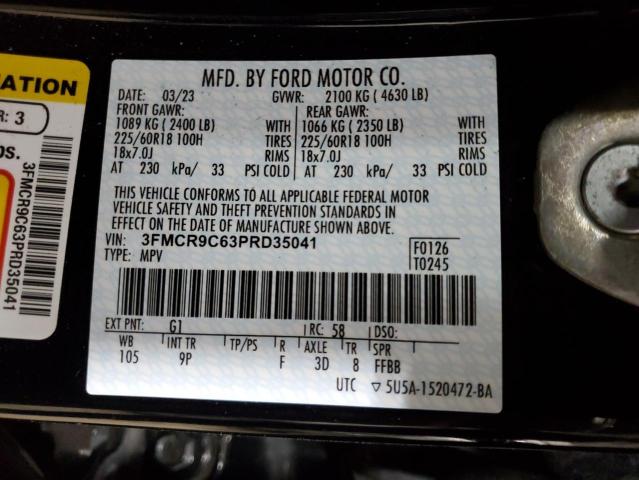 NATION
R: 3
os.
3FMCR9C63PRD35041
MFD. BY FORD MOTOR CO.
DATE: 03/23 GVWR: 2100 KG ( 4630 LB)
FRONT GAWR: REAR GAWR:
1089 KG ( 2400 LB) WITH 1066 KG ( 2350 LB) WITH
225/60R18 100H TIRES 225/60R18 100H TIRES
18x7.0J RIMS 18x7.0J RIMS
AT 230 kPa/ 33 PSI COLD AT 230 kPa/ 33 PSI COLD
THIS VEHICLE CONFORMS TO ALL APPLICABLE FEDERAL MOTOR
VEHICLE SAFETY AND THEFT PREVENTION STANDARDS IN
EFFECT ON THE DATE OF MANUFACTURE SHOWN ABOVE.
VIN: 3FMCR9C63PRD35041 F0126
TYPE: MPV T0245
EXT PNT: G1 RC: 58 DSO:
WB INT TR TP/PS R AXLE TR SPR
105 9P F 3D 8 FFBB
UTC ▽ 5U5A-1520472-BA